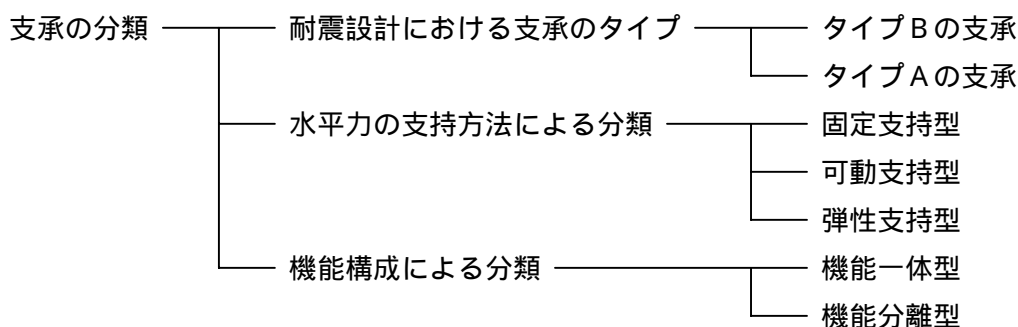 支承の分類 耐震設計における支承のタイプ タイプＢの支承
タイプＡの支承
水平力の支持方法による分類 固定支持型
可動支持型
弾性支持型
機能構成による分類 機能一体型
機能分離型